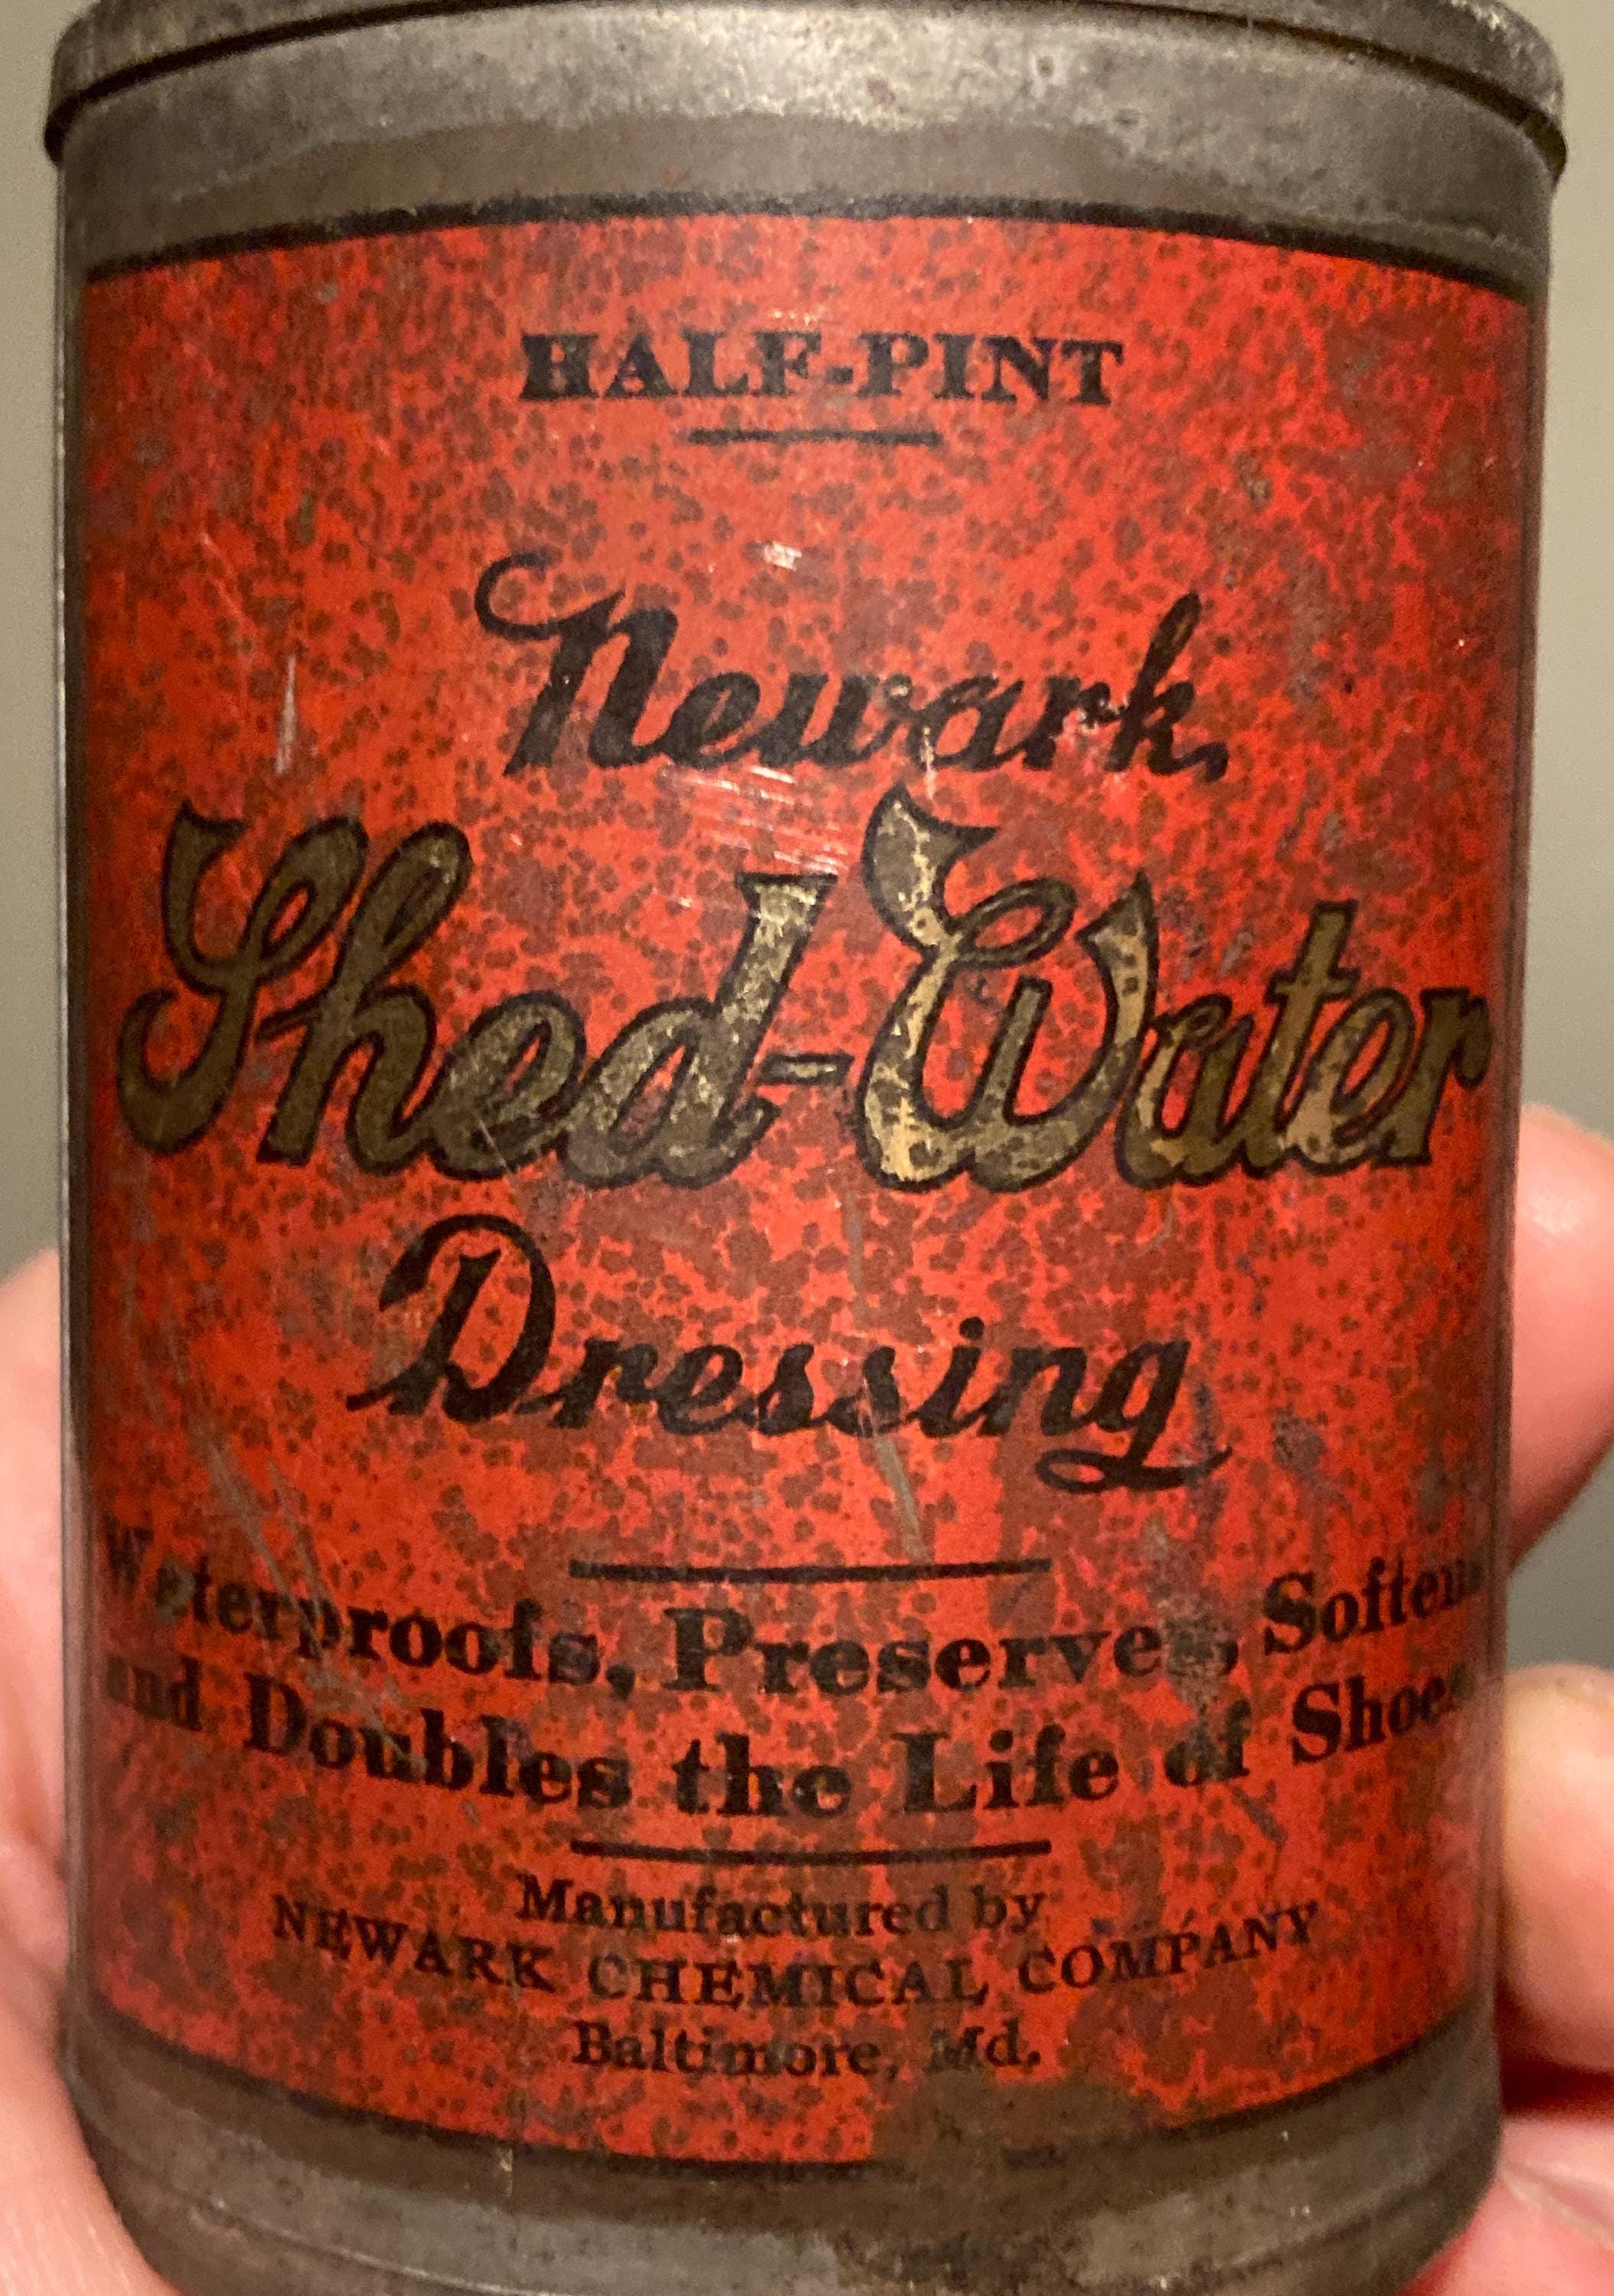 HALF-PINT
Newark
Shed-Water
Dressing
Waterproofs, Preserves, Softens
and Doubles the Life of Shoes
Manufactured by
NEWARK CHEMICAL COMPANY
Baltimore, Md.